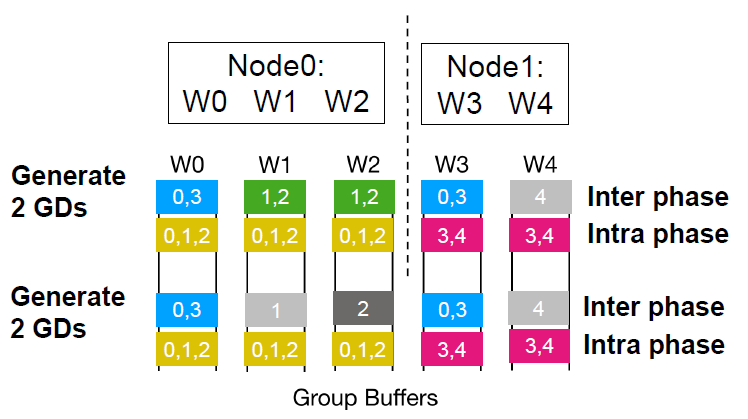 Node0: Node1:
W0 W1 W2 W3 W4
W0 W1 W2 W3 W4
Generate
2 GDs
0,3 1,2 1,2 0,3 4 Inter phase
0,1,2 0,1,2 0,1,2 3,4 3,4 Intra phase
Generate
2 GDs
0,3 1 2 0,3 4 Inter phase
0,1,2 0,1,2 0,1,2 3,4 3,4 Intra phase
Group Buffers